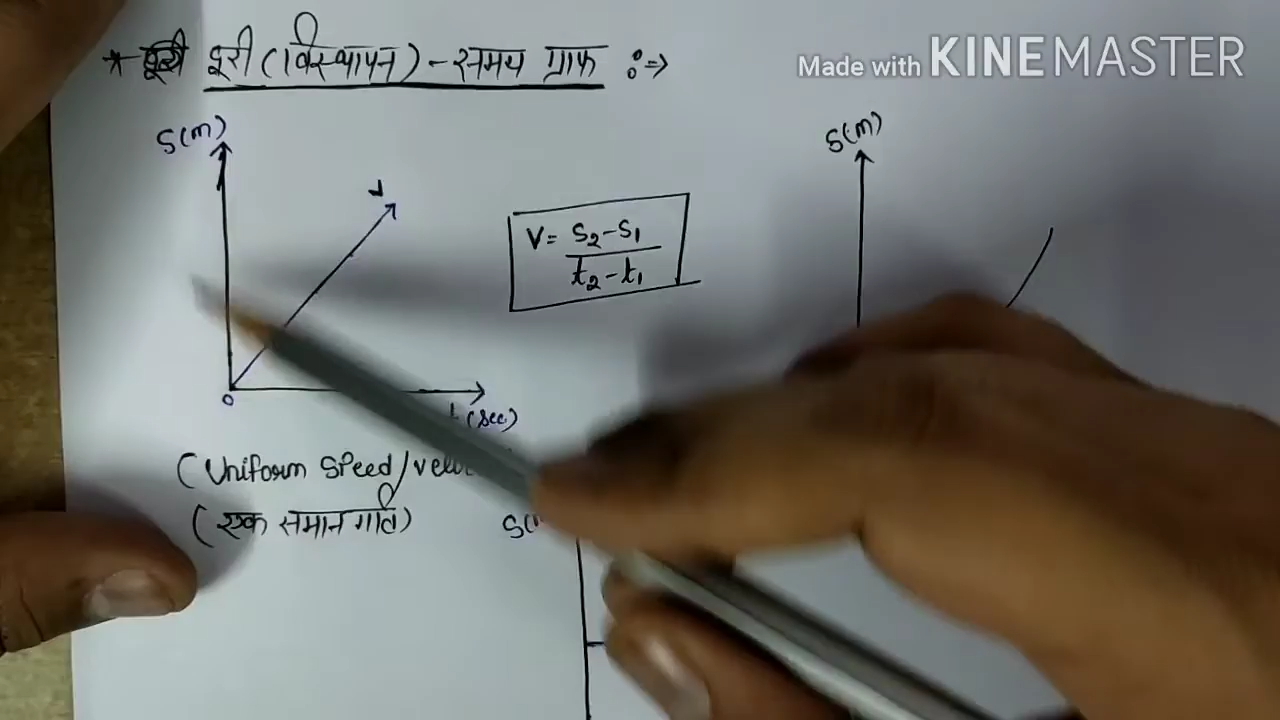 Made with KINEMASTER
* दूरी (विस्थापन) - समय ग्राफ :⇒
S(m)
S(m)
V = S₂-S₁
t₂-t₁
0
(sec)
(Uniform Speed/
(एक समान गति)